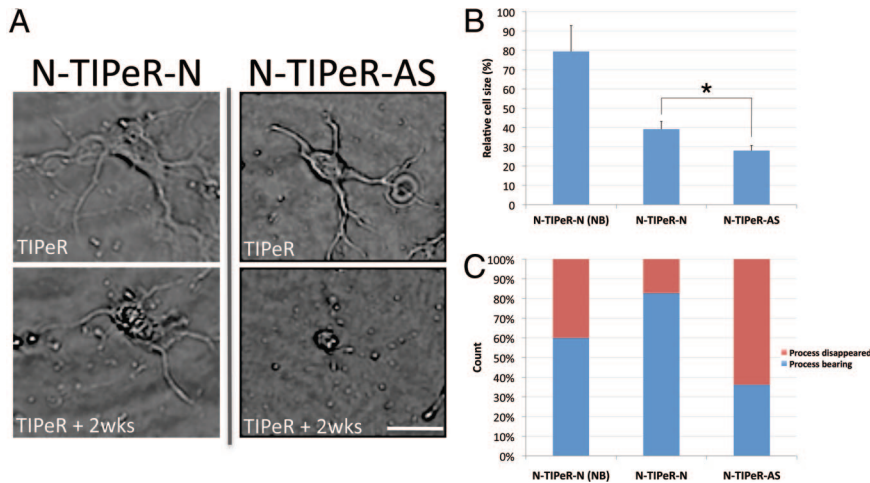 A
N-TIPeR-N
N-TIPeR-AS
TIPeR
TIPeR
TIPeR + 2wks
TIPeR + 2wks
B
Relative cell size (%)
100
90
80
70
60
50
40
30
20
10
0
*
N-TIPeR-N (NB)
N-TIPeR-N
N-TIPeR-AS
C
Count
100%
90%
80%
70%
60%
50%
40%
30%
20%
10%
0%
Process disappeared
Process bearing
N-TIPeR-N (NB)
N-TIPeR-N
N-TIPeR-AS